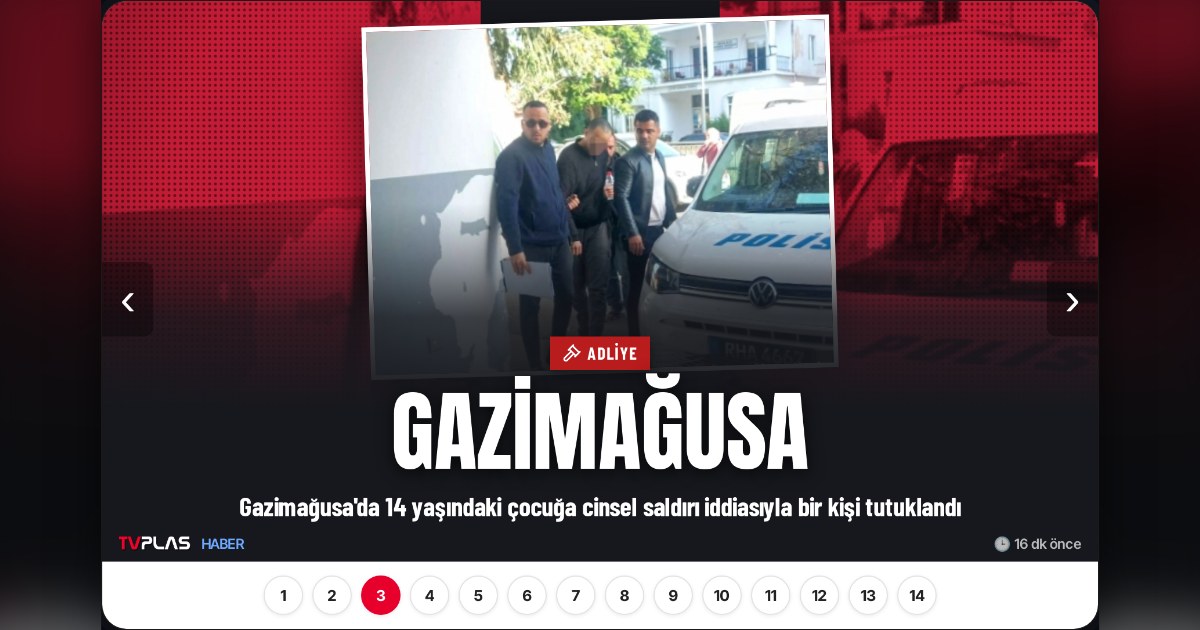 POLİS
ADLİYE
GAZİMAĞUSA
Gazimağusa'da 14 yaşındaki çocuğa cinsel saldırı iddiasıyla bir kişi tutuklandı
TVPLAS HABER
16 dk önce
1 2 3 4 5 6 7 8 9 10 11 12 13 14